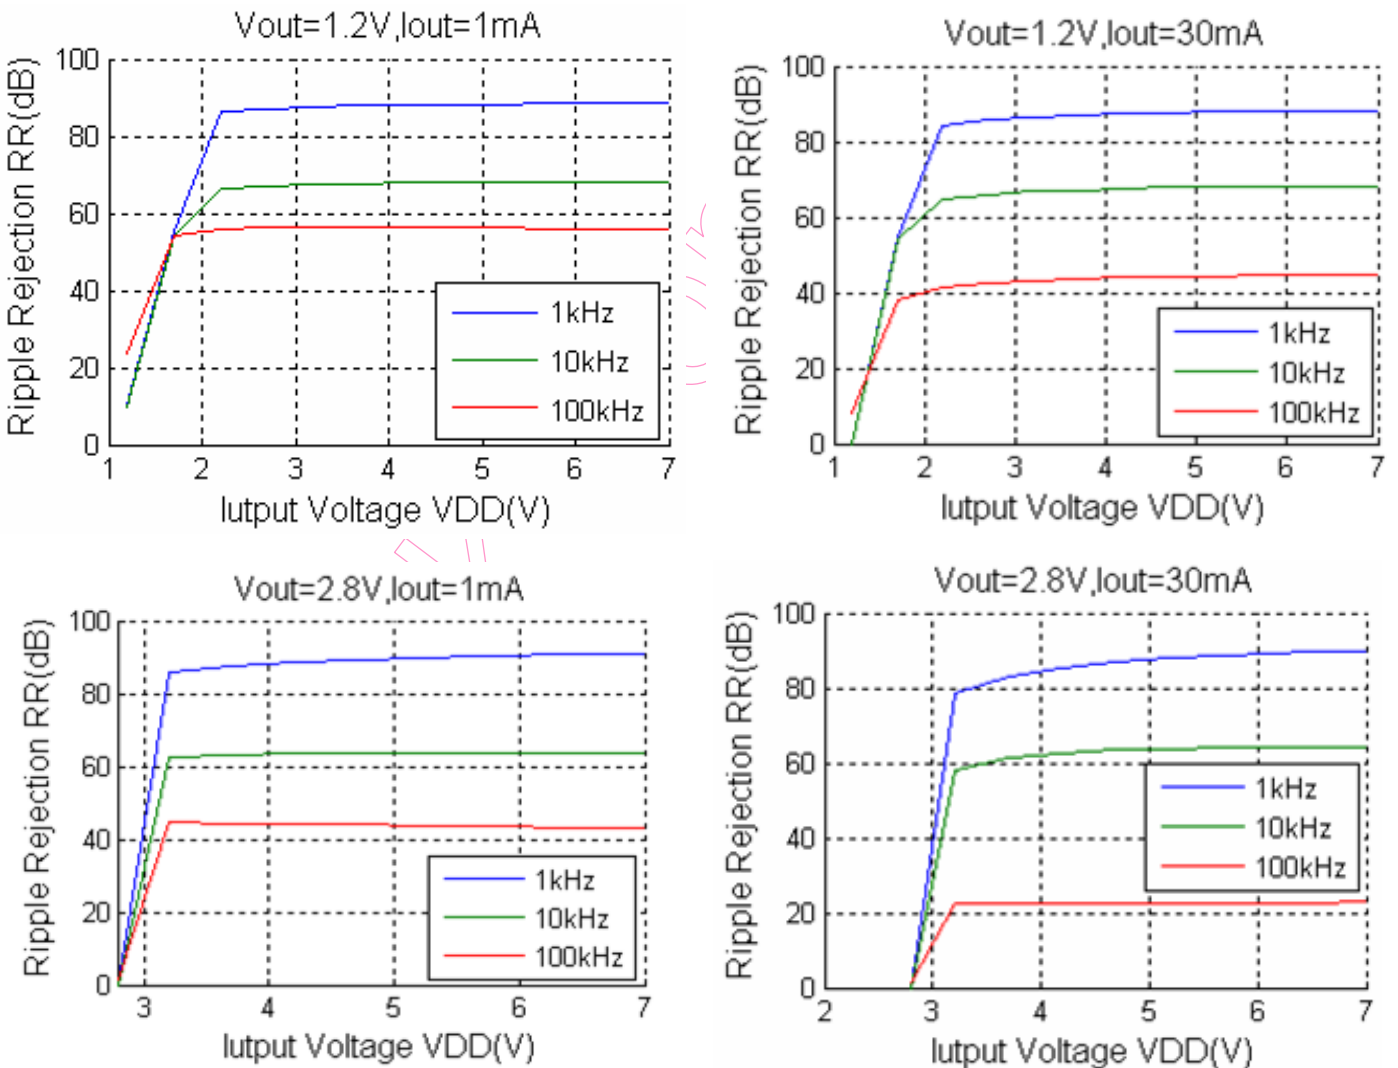 Vout=1.2V,Iout=1mA
Ripple Rejection RR(dB)
100
80
60
40
20
0
1kHz
10kHz
100kHz
1 2 3 4 5 6 7
Iutput Voltage VDD(V)
Vout=1.2V,Iout=30mA
Ripple Rejection RR(dB)
100
80
60
40
20
0
1kHz
10kHz
100kHz
1 2 3 4 5 6 7
Iutput Voltage VDD(V)
Vout=2.8V,Iout=1mA
Ripple Rejection RR(dB)
100
80
60
40
20
0
1kHz
10kHz
100kHz
3 4 5 6 7
Iutput Voltage VDD(V)
Vout=2.8V,Iout=30mA
Ripple Rejection RR(dB)
100
80
60
40
20
0
1kHz
10kHz
100kHz
2 3 4 5 6 7
Iutput Voltage VDD(V)